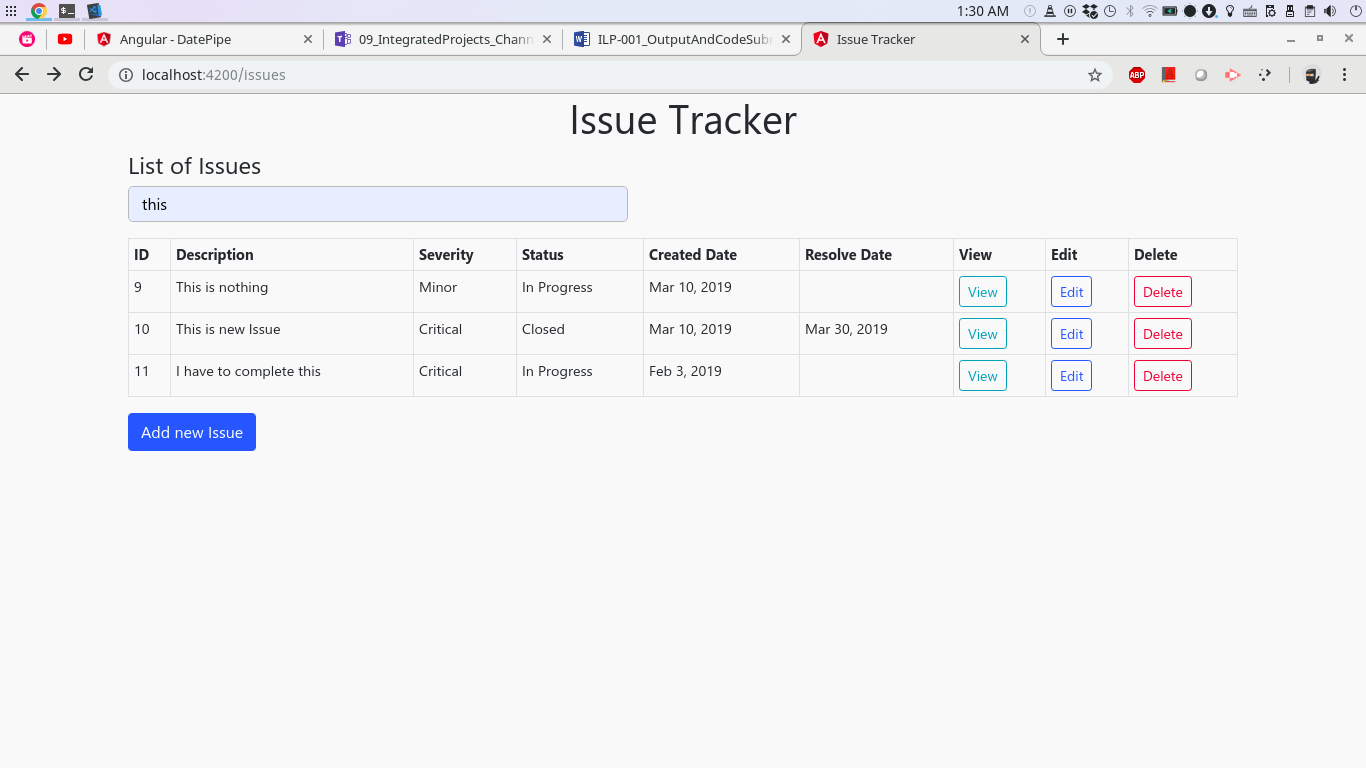 1:30 AM
Angular - DatePipe
09_IntegratedProjects_Chann
ILP-001_OutputAndCodeSub
Issue Tracker
localhost:4200/issues
ABP
Issue Tracker
List of Issues
this
ID Description Severity Status Created Date Resolve Date View Edit Delete
9 This is nothing Minor In Progress Mar 10, 2019 View Edit Delete
10 This is new Issue Critical Closed Mar 10, 2019 Mar 30, 2019 View Edit Delete
11 I have to complete this Critical In Progress Feb 3, 2019 View Edit Delete
Add new Issue